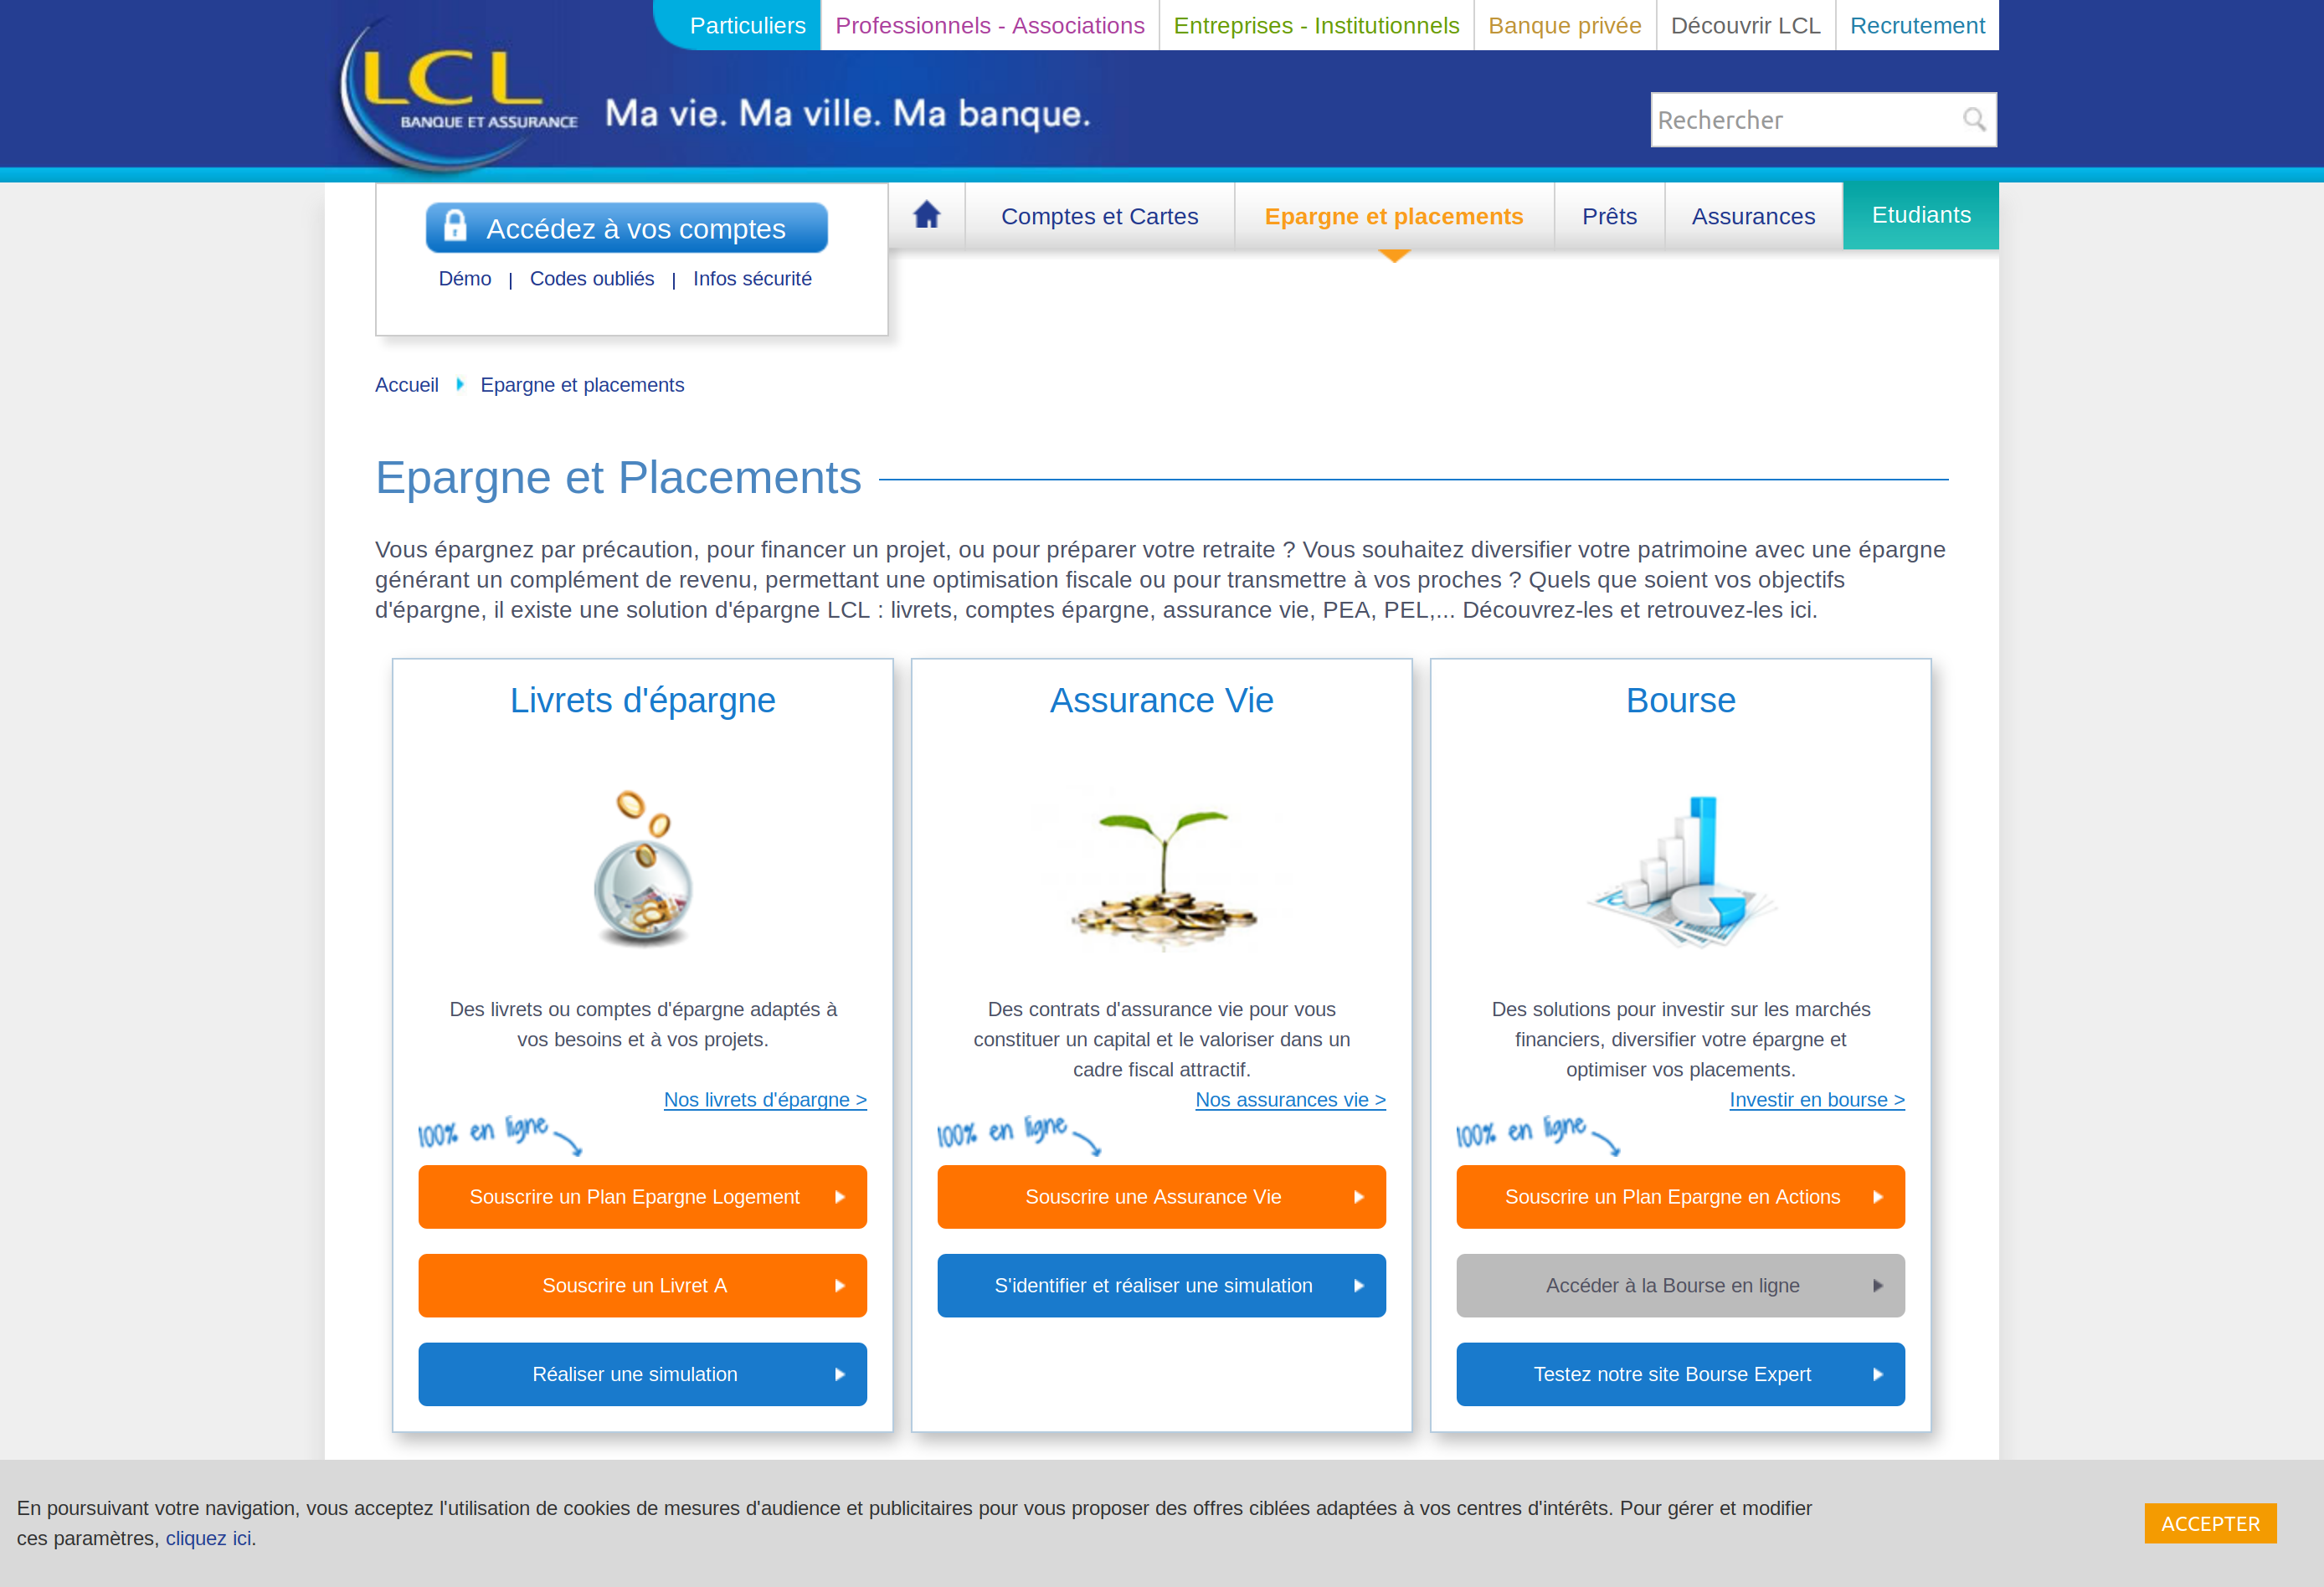 Particuliers
Professionnels - Associations
Entreprises - Institutionnels
Banque privée
Découvrir LCL
Recrutement
LCL
BANQUE ET ASSURANCE
Ma vie. Ma ville. Ma banque.
Rechercher
Accédez à vos comptes
Démo | Codes oubliés | Infos sécurité
Comptes et Cartes
Epargne et placements
Prêts
Assurances
Etudiants
Accueil
Epargne et placements
Epargne et Placements
Vous épargnez par précaution, pour financer un projet, ou pour préparer votre retraite ? Vous souhaitez diversifier votre patrimoine avec une épargne
générant un complément de revenu, permettant une optimisation fiscale ou pour transmettre à vos proches ? Quels que soient vos objectifs
d'épargne, il existe une solution d'épargne LCL : livrets, comptes épargne, assurance vie, PEA, PEL,... Découvrez-les et retrouvez-les ici.
Livrets d'épargne
Des livrets ou comptes d'épargne adaptés à
vos besoins et à vos projets.
Nos livrets d'épargne >
100% en ligne
Souscrire un Plan Epargne Logement
Souscrire un Livret A
Réaliser une simulation
Assurance Vie
Des contrats d'assurance vie pour vous
constituer un capital et le valoriser dans un
cadre fiscal attractif.
Nos assurances vie >
100% en ligne
Souscrire une Assurance Vie
S'identifier et réaliser une simulation
Bourse
Des solutions pour investir sur les marchés
financiers, diversifier votre épargne et
optimiser vos placements.
Investir en bourse >
100% en ligne
Souscrire un Plan Epargne en Actions
Accéder à la Bourse en ligne
Testez notre site Bourse Expert
En poursuivant votre navigation, vous acceptez l'utilisation de cookies de mesures d'audience et publicitaires pour vous proposer des offres ciblées adaptées à vos centres d'intérêts. Pour gérer et modifier
ces paramètres, cliquez ici.
ACCEPTER